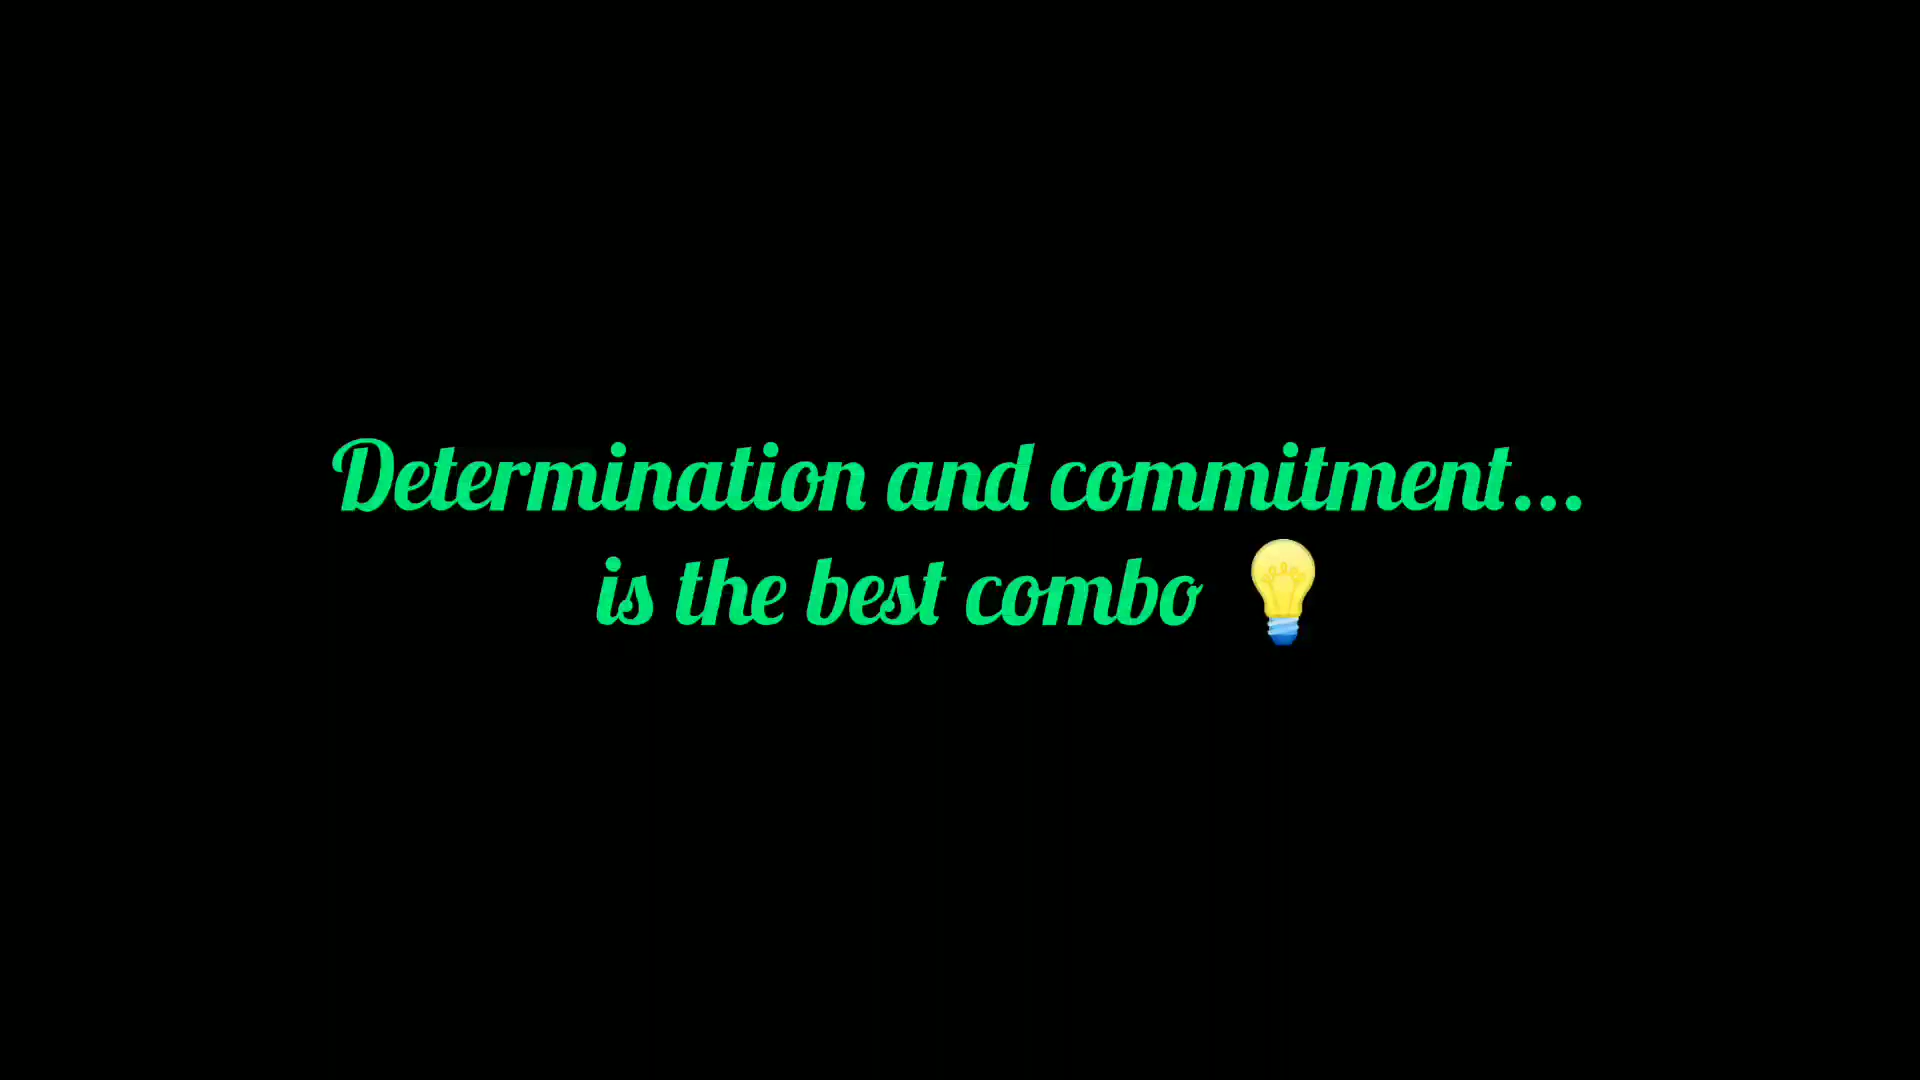 Determination and commitment...
is the best combo 💡